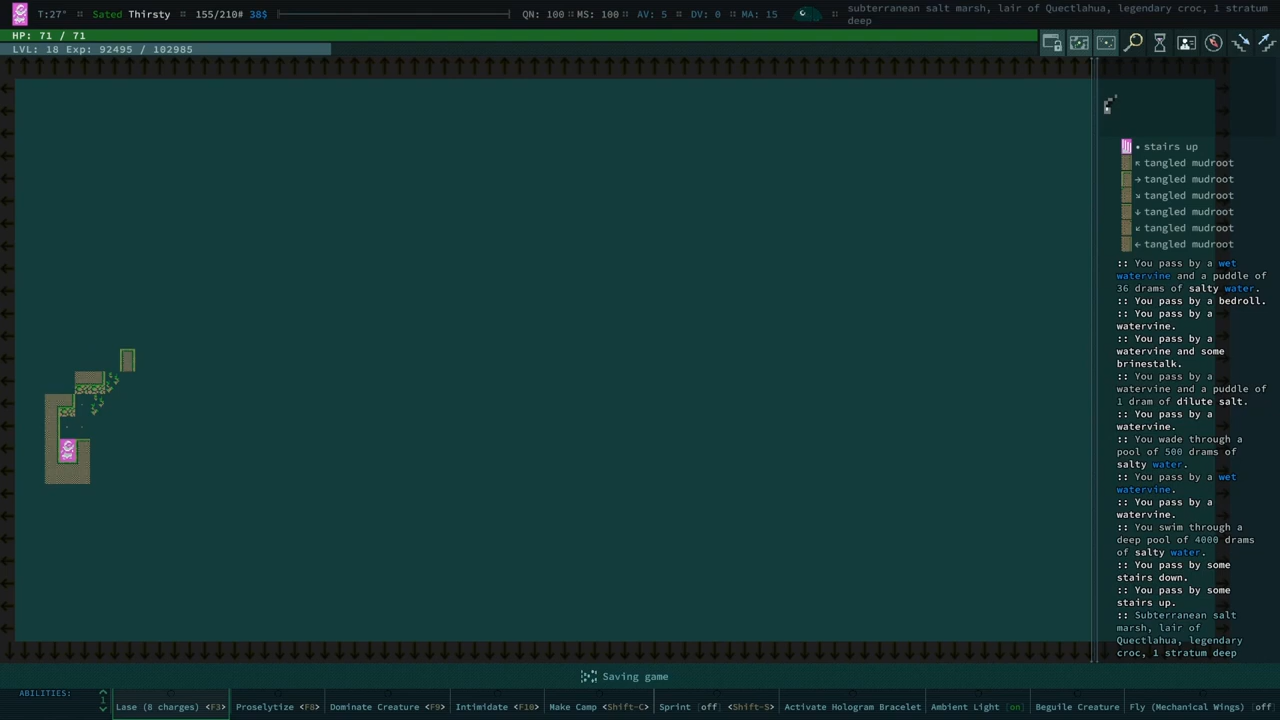 T:27° Sated Thirsty 155/210# 38$ QN: 100 MS: 100 AV: 5 DV: 0 MA: 15
subterranean salt marsh, lair of Quectlahua, legendary croc, 1 stratum
deep
HP: 71 / 71
LVL: 18 Exp: 92495 / 102985
stairs up
tangled mudroot
tangled mudroot
tangled mudroot
tangled mudroot
tangled mudroot
tangled mudroot
:: You pass by a wet
watervine and a puddle of
36 drams of salty water.
:: You pass by a bedroll.
:: You pass by a
watervine.
:: You pass by a
watervine and some
brinestalk.
:: You pass by a
watervine and a puddle of
1 dram of dilute salt.
:: You pass by a
watervine.
:: You wade through a
pool of 500 drams of
salty water.
:: You pass by a wet
watervine.
:: You pass by a
watervine.
:: You swim through a
deep pool of 4000 drams
of salty water.
:: You pass by some
stairs down.
:: You pass by some
stairs up.
:: Subterranean salt
marsh, lair of
Quectlahua, legendary
croc, 1 stratum deep
Saving game
ABILITIES: 1 Lase (8 charges) <F3> Proselytize <F8> Dominate Creature <F9> Intimidate <F10> Make Camp <Shift-C> Sprint [off] <Shift-S> Activate Hologram Bracelet Ambient Light [on] Beguile Creature Fly (Mechanical Wings) [off]